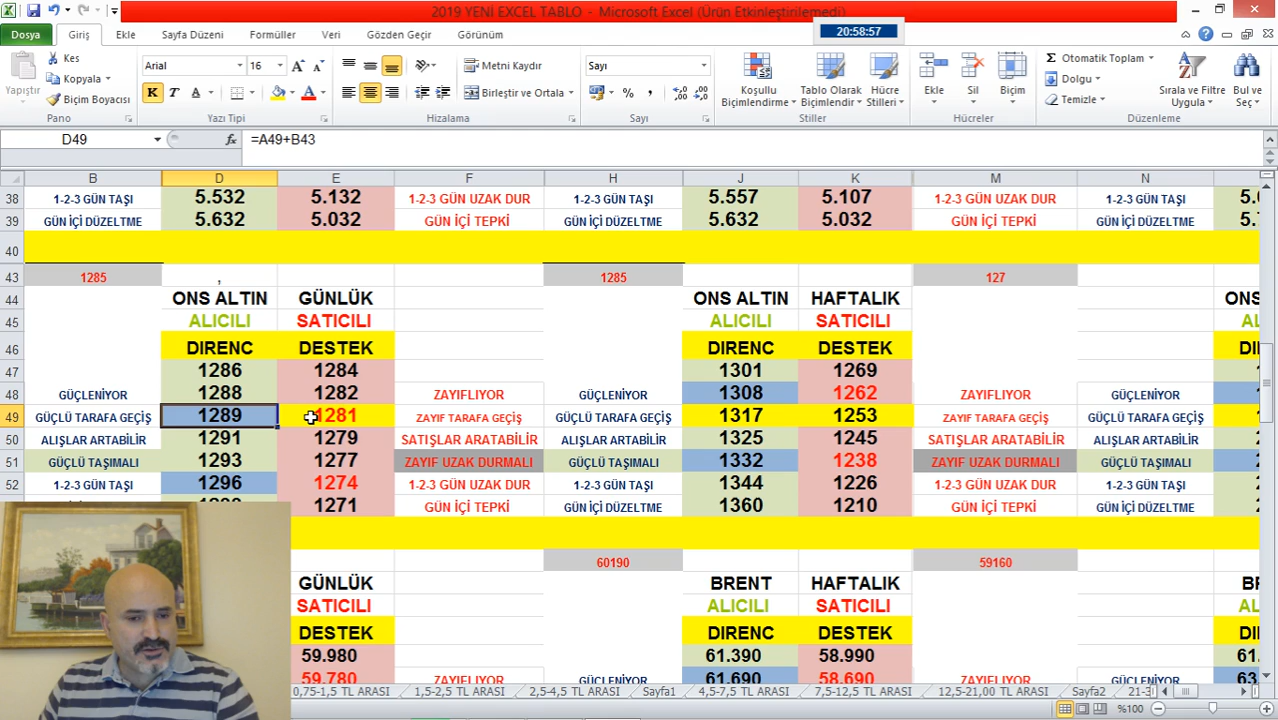 2019 YENİ EXCEL TABLO - Microsoft Excel (Ürün Etkinleştirilemedi)
20:58:57
Dosya Giriş Ekle Sayfa Düzeni Formüller Veri Gözden Geçir Görünüm
Yapıştır Kes Kopyala Biçim Boyacısı
Arial 16
K T A
Metni Kaydır
Birleştir ve Ortala
Sayı
Koşullu Biçimlendirme Tablo Olarak Biçimlendir Hücre Stilleri
Ekle Sil Biçim
Otomatik Toplam
Dolgu
Temizle
Sırala ve Filtre Uygula Bul ve Seç
Pano Yazı Tipi Hizalama Sayı Stiller Hücreler Düzenleme
D49 fx =A49+B43
B D E F H J K M N
38 1-2-3 GÜN TAŞI 5.532 5.132 1-2-3 GÜN UZAK DUR 1-2-3 GÜN TAŞI 5.557 5.107 1-2-3 GÜN UZAK DUR 1-2-3 GÜN TAŞI
39 GÜN İÇİ DÜZELTME 5.632 5.032 GÜN İÇİ TEPKİ GÜN İÇİ DÜZELTME 5.632 5.032 GÜN İÇİ TEPKİ GÜN İÇİ DÜZELTME
40
43 1285 , 1285 127
44 ONS ALTIN GÜNLÜK ONS ALTIN HAFTALIK
45 ALICILI SATICILI ALICILI SATICILI
46 DIRENC DESTEK DIRENC DESTEK
47 1286 1284 1301 1269
48 GÜÇLENİYOR 1288 1282 ZAYIFLIYOR GÜÇLENİYOR 1308 1262 ZAYIFLIYOR GÜÇLENİYOR
49 GÜÇLÜ TARAFA GEÇİŞ 1289 1281 ZAYIF TARAFA GEÇİŞ GÜÇLÜ TARAFA GEÇİŞ 1317 1253 ZAYIF TARAFA GEÇİŞ GÜÇLÜ TARAFA GEÇİŞ
50 ALIŞLAR ARTABİLİR 1291 1279 SATIŞLAR ARATABİLİR ALIŞLAR ARTABİLİR 1325 1245 SATIŞLAR ARATABİLİR ALIŞLAR ARTABİLİR
51 GÜÇLÜ TAŞIMALI 1293 1277 ZAYIF UZAK DURMALI GÜÇLÜ TAŞIMALI 1332 1238 ZAYIF UZAK DURMALI GÜÇLÜ TAŞIMALI
52 1-2-3 GÜN TAŞI 1296 1274 1-2-3 GÜN UZAK DUR 1-2-3 GÜN TAŞI 1344 1226 1-2-3 GÜN UZAK DUR 1-2-3 GÜN TAŞI
1271 GÜN İÇİ TEPKİ GÜN İÇİ DÜZELTME 1360 1210 GÜN İÇİ TEPKİ GÜN İÇİ DÜZELTME
60190 59160
GÜNLÜK BRENT HAFTALIK
SATICILI ALICILI SATICILI
DESTEK DIRENC DESTEK
59.980 61.390 58.990
59.780 ZAYIFLIYOR GÜÇLENİYOR 61.690 58.690 ZAYIFLIYOR GÜÇLENİYOR
0,75-1,5 TL ARASI 1,5-2,5 TL ARASI 2,5-4,5 TL ARASI Sayfa1 4,5-7,5 TL ARASI 7,5-12,5 TL ARASI 12,5-21,00 TL ARASI Sayfa2
%100